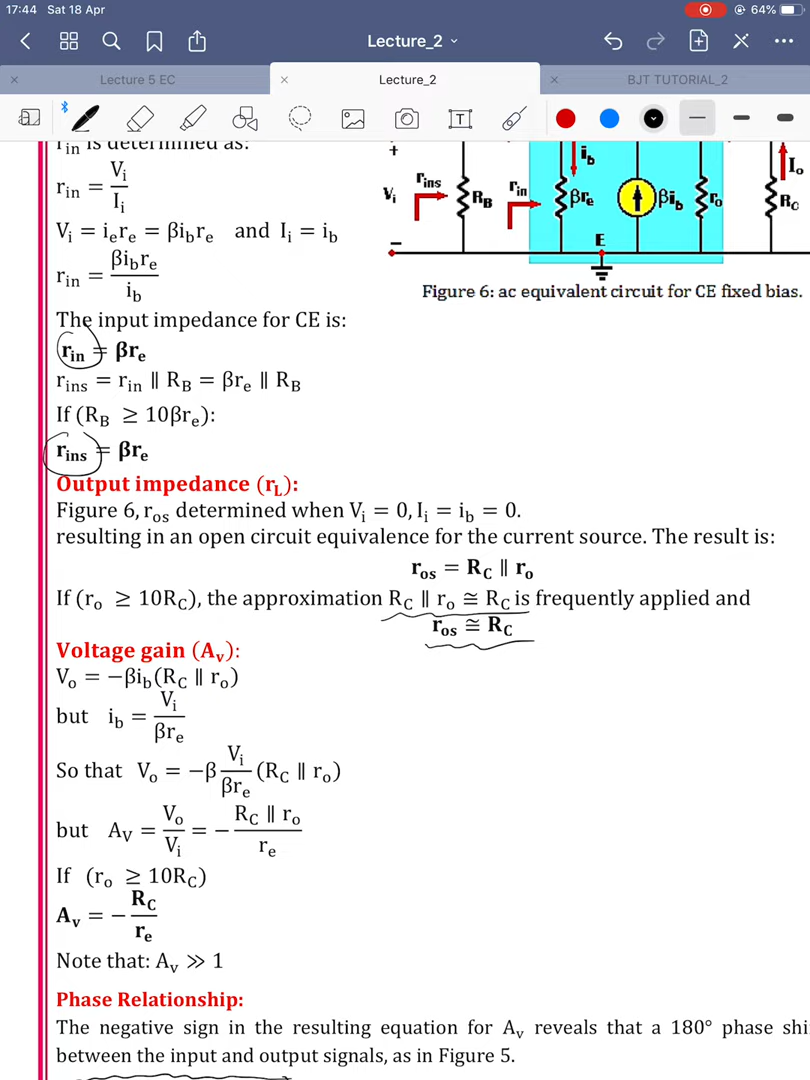 17:44 Sat 18 Apr
64%
Lecture_2
Lecture 5 EC
Lecture_2
BJT TUTORIAL_2
T
rin is determined as:
rin = Vi / Ii
Vi = iere = βibre and Ii = ib
rin = βibre / ib
The input impedance for CE is:
rin = βre
rins = rin ∥ RB = βre ∥ RB
If (RB ≥ 10βre):
rins = βre
+
Vi
−
rins
RB
rin
ib
βre
βib
ro
Io
RC
E
Figure 6: ac equivalent circuit for CE fixed bias.
Output impedance (rL):
Figure 6, ros determined when Vi = 0, Ii = ib = 0.
resulting in an open circuit equivalence for the current source. The result is:
ros = RC ∥ ro
If (ro ≥ 10RC), the approximation RC ∥ ro ≅ RC is frequently applied and
ros ≅ RC
Voltage gain (Av):
Vo = −βib(RC ∥ ro)
but ib = Vi / βre
So that Vo = −β Vi / βre (RC ∥ ro)
but AV = Vo / Vi = − RC ∥ ro / re
If (ro ≥ 10RC)
Av = − RC / re
Note that: Av ≫ 1
Phase Relationship:
The negative sign in the resulting equation for Av reveals that a 180° phase shi
between the input and output signals, as in Figure 5.